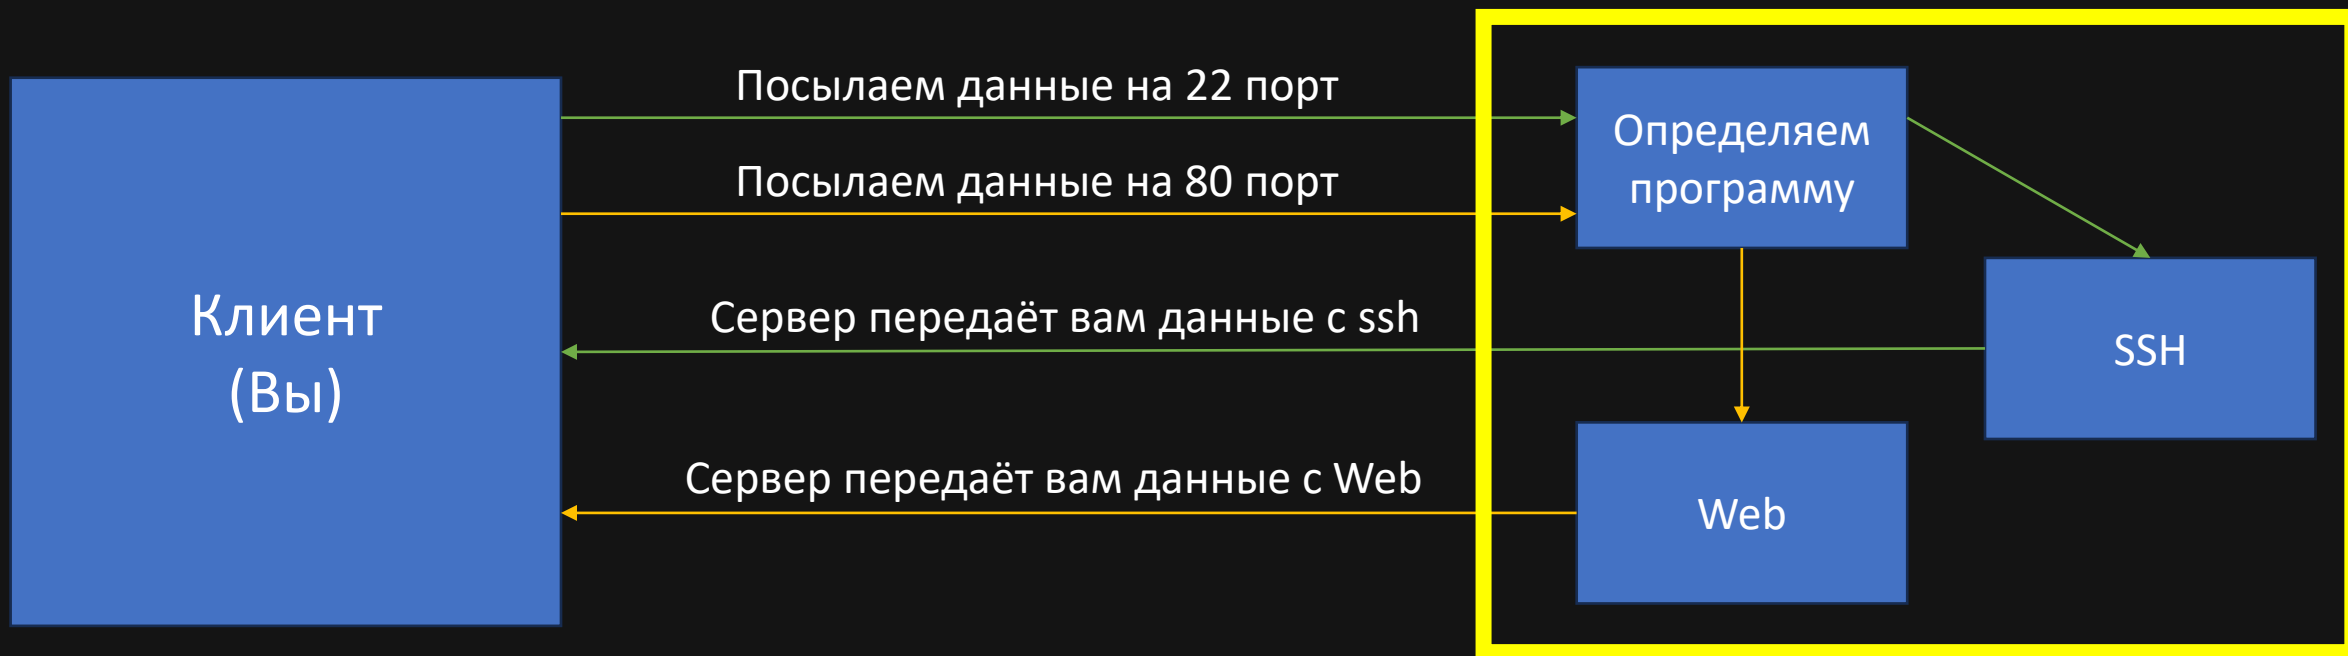 Клиент
(Вы)
Посылаем данные на 22 порт
Посылаем данные на 80 порт
Сервер передаёт вам данные с ssh
Сервер передаёт вам данные с Web
Определяем
программу
SSH
Web